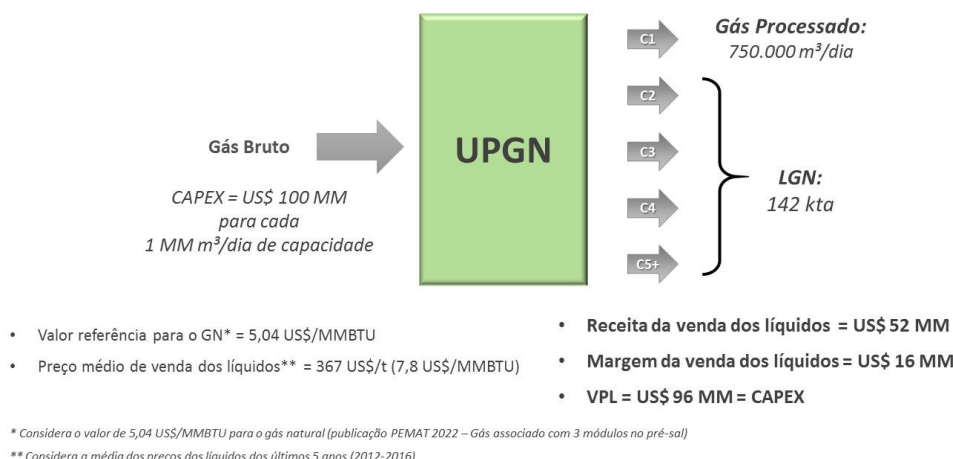 C1
Gás Processado:
750.000 m³/dia
C2
Gás Bruto
UPGN
C3
LGN:
142 kta
CAPEX = US$ 100 MM
para cada
1 MM m³/dia de capacidade
C4
C5+
• Valor referência para o GN* = 5,04 US$/MMBTU
• Preço médio de venda dos líquidos** = 367 US$/t (7,8 US$/MMBTU)
• Receita da venda dos líquidos = US$ 52 MM
• Margem da venda dos líquidos = US$ 16 MM
• VPL = US$ 96 MM = CAPEX
* Considera o valor de 5,04 US$/MMBTU para o gás natural (publicação PEMAT 2022 – Gás associado com 3 módulos no pré-sal)
** Considera a média dos preços dos líquidos dos últimos 5 anos (2012-2016)